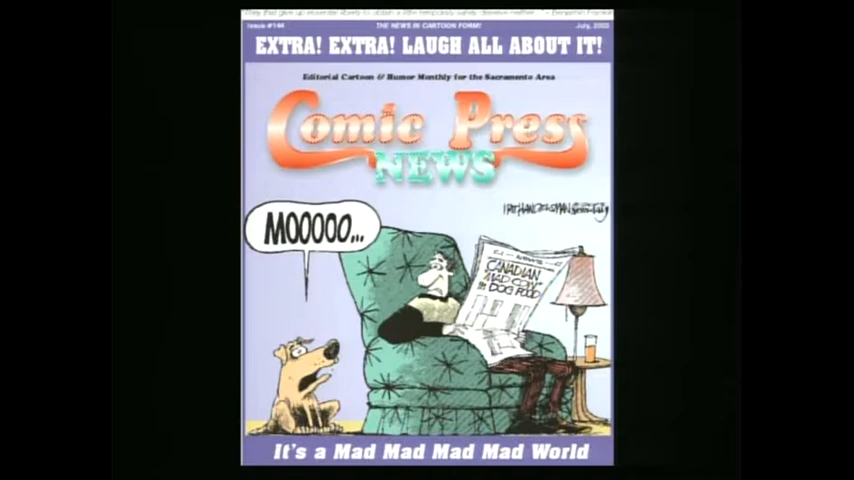 Issue #144 THE NEWS IN CARTOON FORM! July, 2003
EXTRA! EXTRA! LAUGH ALL ABOUT IT!
Editorial Cartoon & Humor Monthly for the Sacramento Area
Comic Press
NEWS
MOOOOO...
CANADIAN
"MAD COW"
IN DOG FOOD
It's a Mad Mad Mad Mad World